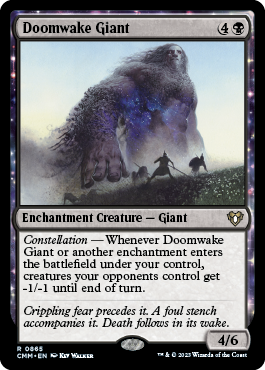 Doomwake Giant 4
Enchantment Creature — Giant
Constellation — Whenever Doomwake
Giant or another enchantment enters
the battlefield under your control,
creatures your opponents control get
-1/-1 until end of turn.
Crippling fear precedes it. A foul stench
accompanies it. Death follows in its wake.
4/6
R 0865
CMM • EN Kev Walker
™ & © 2023 Wizards of the Coast